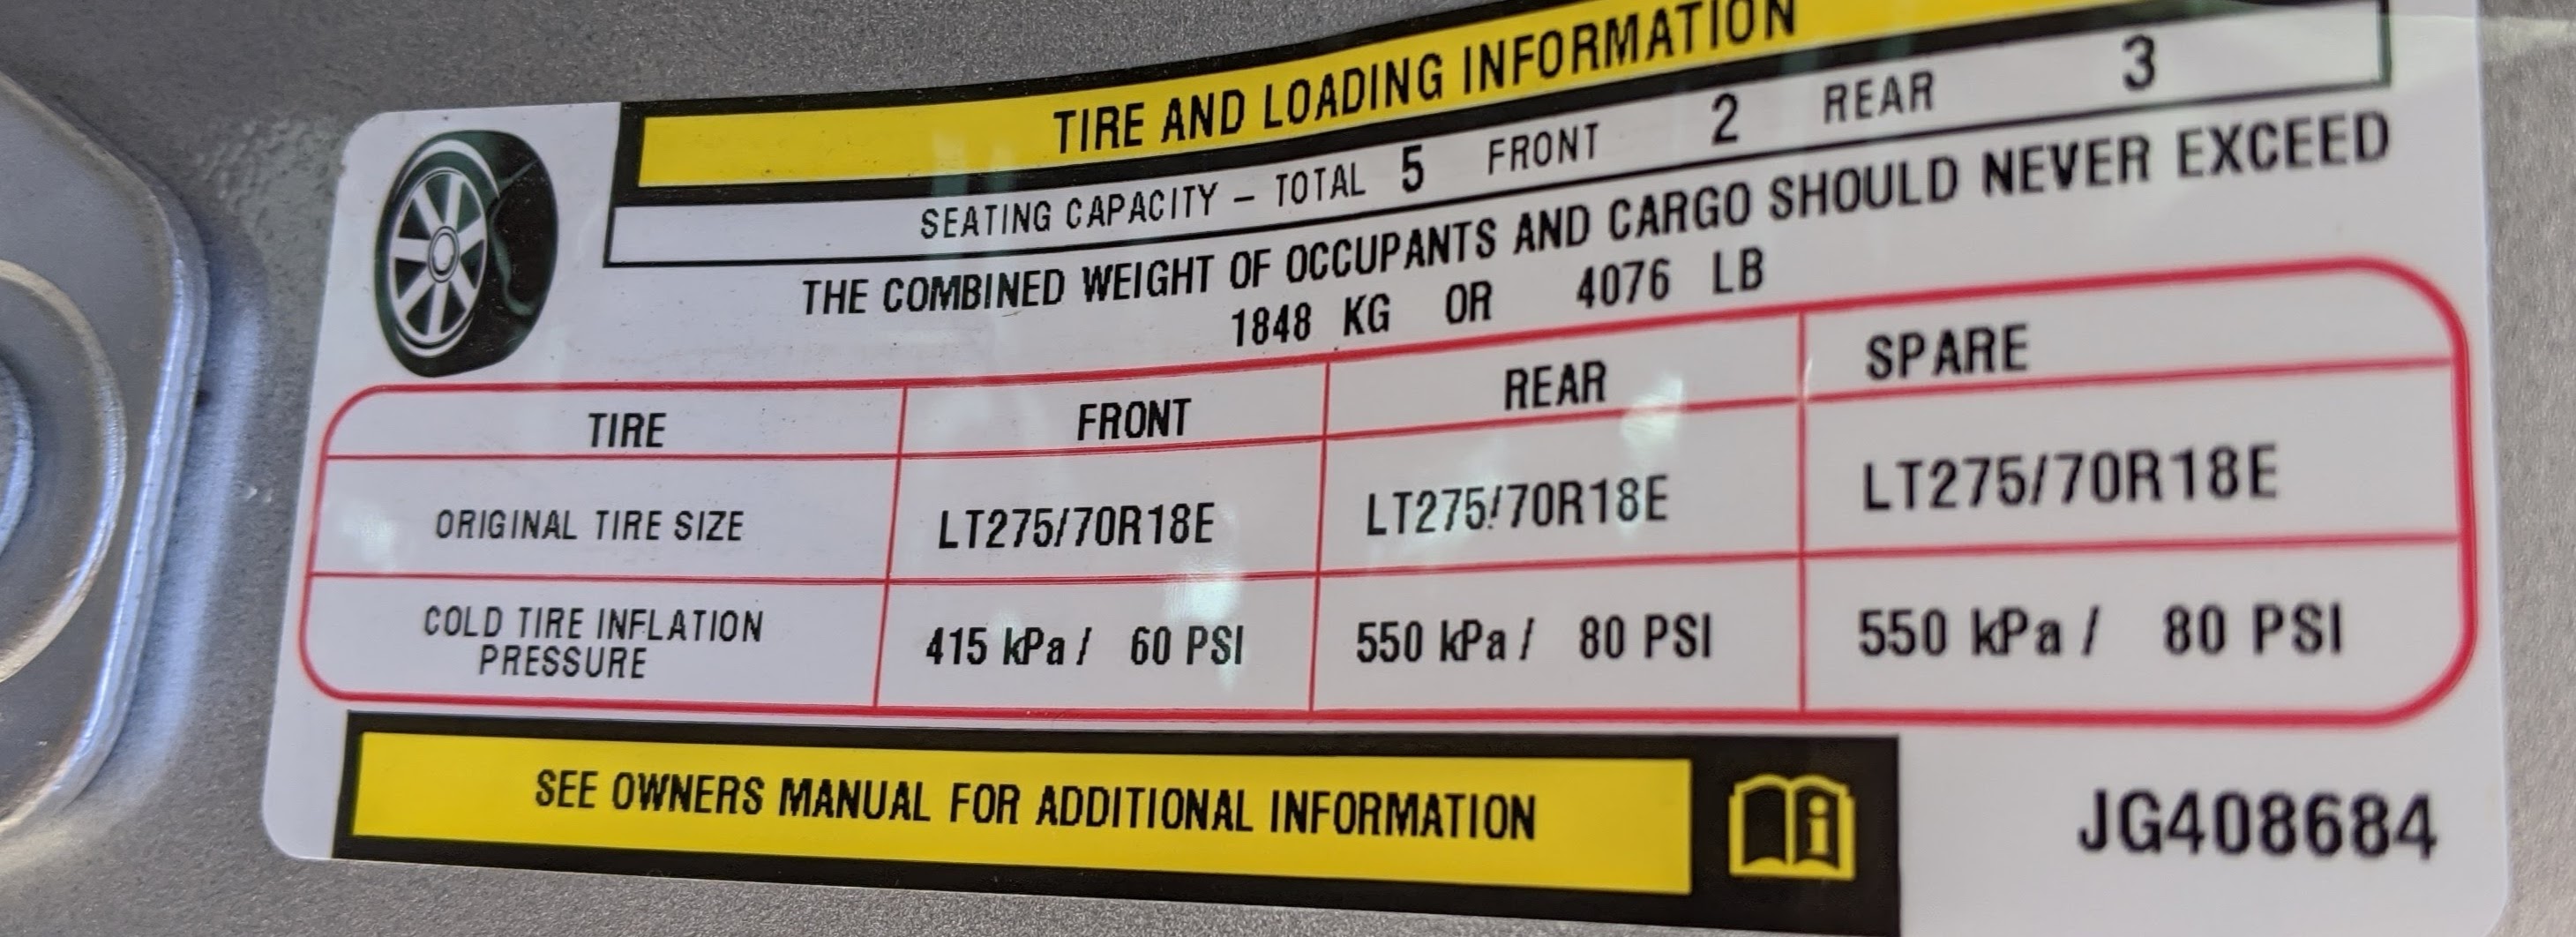 TIRE AND LOADING INFORMATION
SEATING CAPACITY – TOTAL 5 FRONT 2 REAR 3
THE COMBINED WEIGHT OF OCCUPANTS AND CARGO SHOULD NEVER EXCEED
1848 KG OR 4076 LB
TIRE FRONT REAR SPARE
ORIGINAL TIRE SIZE LT275/70R18E LT275/70R18E LT275/70R18E
COLD TIRE INFLATION
PRESSURE 415 kPa / 60 PSI 550 kPa / 80 PSI 550 kPa / 80 PSI
SEE OWNERS MANUAL FOR ADDITIONAL INFORMATION
JG408684